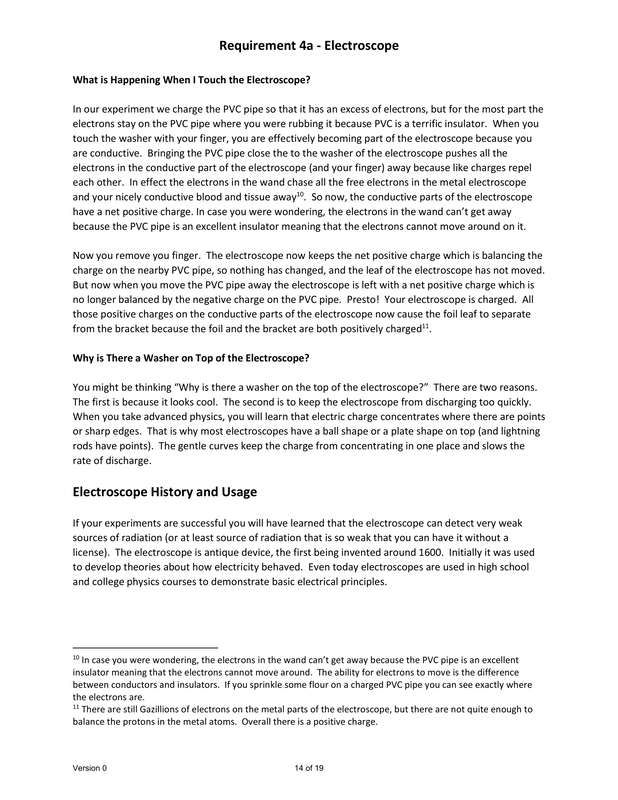 Requirement 4a - Electroscope
What is Happening When I Touch the Electroscope?
In our experiment we charge the PVC pipe so that it has an excess of electrons, but for the most part the
electrons stay on the PVC pipe where you were rubbing it because PVC is a terrific insulator.  When you
touch the washer with your finger, you are effectively becoming part of the electroscope because you
are conductive.  Bringing the PVC pipe close the to the washer of the electroscope pushes all the
electrons in the conductive part of the electroscope (and your finger) away because like charges repel
each other.  In effect the electrons in the wand chase all the free electrons in the metal electroscope
and your nicely conductive blood and tissue away10.  So now, the conductive parts of the electroscope
have a net positive charge. In case you were wondering, the electrons in the wand can’t get away
because the PVC pipe is an excellent insulator meaning that the electrons cannot move around on it.
Now you remove you finger.  The electroscope now keeps the net positive charge which is balancing the
charge on the nearby PVC pipe, so nothing has changed, and the leaf of the electroscope has not moved.
But now when you move the PVC pipe away the electroscope is left with a net positive charge which is
no longer balanced by the negative charge on the PVC pipe.  Presto!  Your electroscope is charged.  All
those positive charges on the conductive parts of the electroscope now cause the foil leaf to separate
from the bracket because the foil and the bracket are both positively charged11.
Why is There a Washer on Top of the Electroscope?
You might be thinking “Why is there a washer on the top of the electroscope?”  There are two reasons.
The first is because it looks cool.  The second is to keep the electroscope from discharging too quickly.
When you take advanced physics, you will learn that electric charge concentrates where there are points
or sharp edges.  That is why most electroscopes have a ball shape or a plate shape on top (and lightning
rods have points).  The gentle curves keep the charge from concentrating in one place and slows the
rate of discharge.
Electroscope History and Usage
If your experiments are successful you will have learned that the electroscope can detect very weak
sources of radiation (or at least source of radiation that is so weak that you can have it without a
license).  The electroscope is antique device, the first being invented around 1600.  Initially it was used
to develop theories about how electricity behaved.  Even today electroscopes are used in high school
and college physics courses to demonstrate basic electrical principles.
10 In case you were wondering, the electrons in the wand can’t get away because the PVC pipe is an excellent
insulator meaning that the electrons cannot move around.  The ability for electrons to move is the difference
between conductors and insulators.  If you sprinkle some flour on a charged PVC pipe you can see exactly where
the electrons are.
11 There are still Gazillions of electrons on the metal parts of the electroscope, but there are not quite enough to
balance the protons in the metal atoms.  Overall there is a positive charge.
Version 0
14 of 19